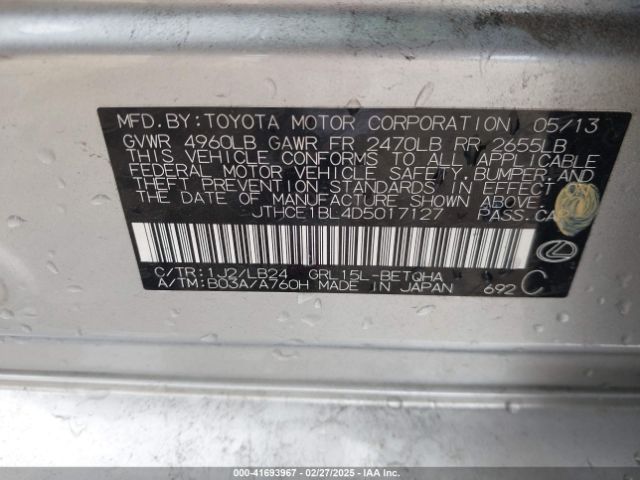 MFD.BY:TOYOTA MOTOR CORPORATION 05/13
GVWR 4960LB GAWR FR 2470LB RR 2655LB
THIS VEHICLE CONFORMS TO ALL APPLICABLE
FEDERAL MOTOR VEHICLE SAFETY,BUMPER,AND
THEFT PREVENTION STANDARDS IN EFFECT ON
THE DATE OF MANUFACTURE SHOWN ABOVE.
JTHCE1BL4D5017127 PASS.CAR
C/TR:1J2/LB24 GRL15L-BETQHA
A/TM:B03A/A760H MADE IN JAPAN 692 C
000-41693967 - 02/27/2025 - IAAI, LLC